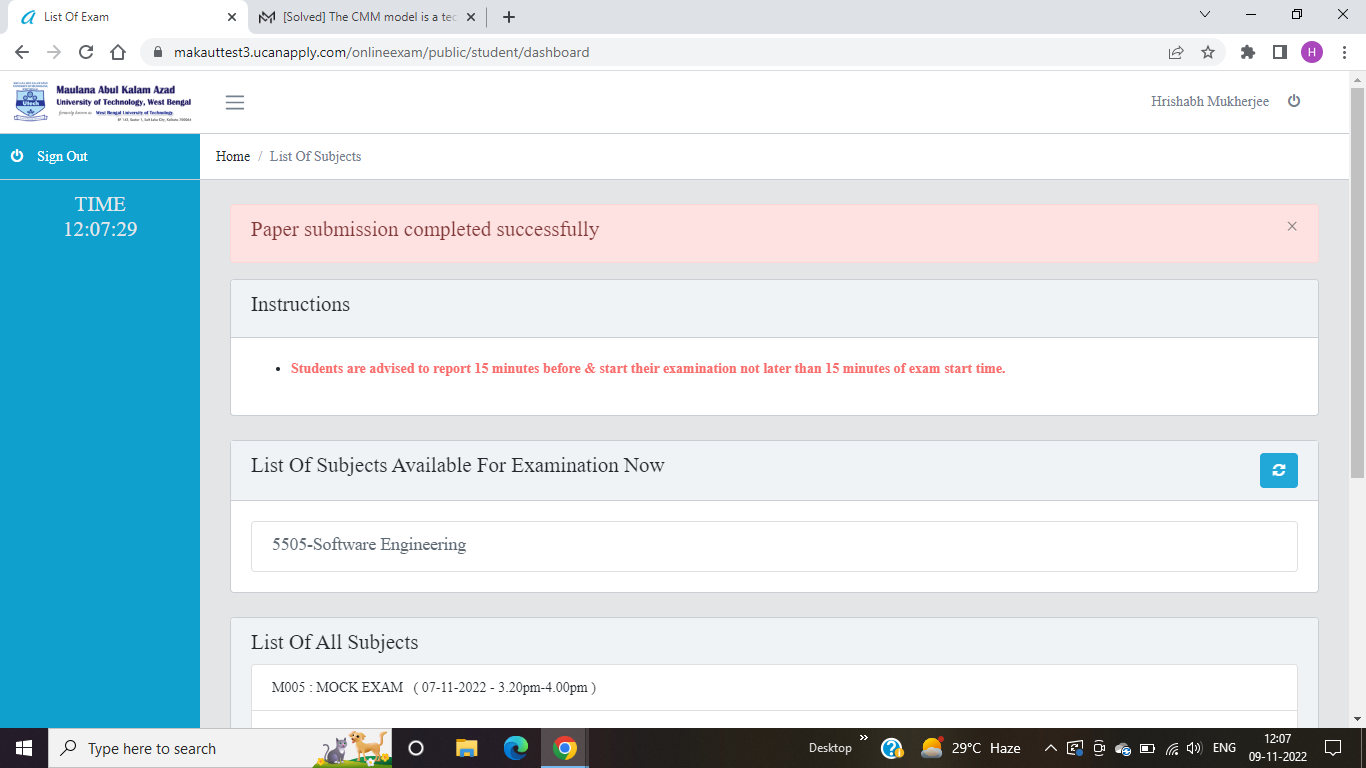 List Of Exam
[Solved] The CMM model is a tec
makauttest3.ucanapply.com/onlineexam/public/student/dashboard
H
Maulana Abul Kalam Azad
University of Technology, West Bengal
formerly known as West Bengal University of Technology
Utech
Hrishabh Mukherjee
Sign Out
Home / List Of Subjects
TIME
12:07:29
Paper submission completed successfully
×
Instructions
• Students are advised to report 15 minutes before & start their examination not later than 15 minutes of exam start time.
List Of Subjects Available For Examination Now
5505-Software Engineering
List Of All Subjects
M005 : MOCK EXAM ( 07-11-2022 - 3.20pm-4.00pm )
Type here to search
Desktop
29°C Haze
ENG
12:07
09-11-2022